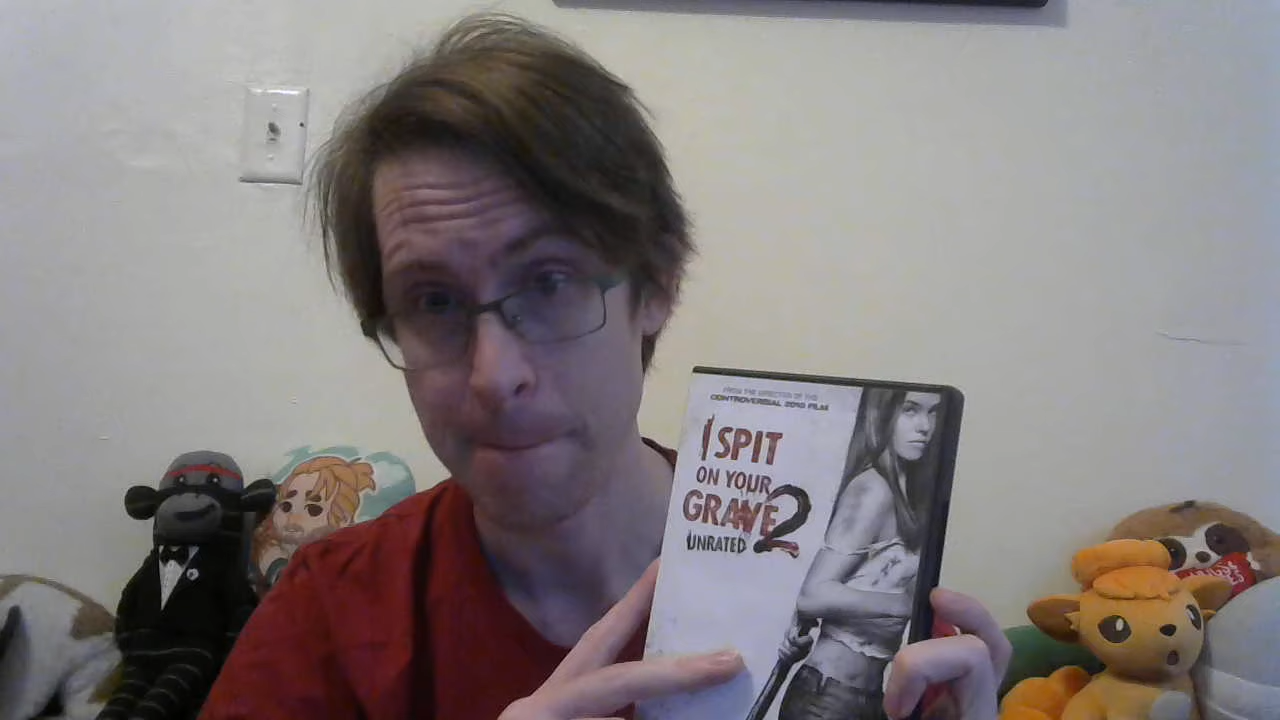 FROM THE DIRECTOR OF THE
CONTROVERSIAL 2010 FILM
I SPIT
ON YOUR
GRAVE 2
UNRATED